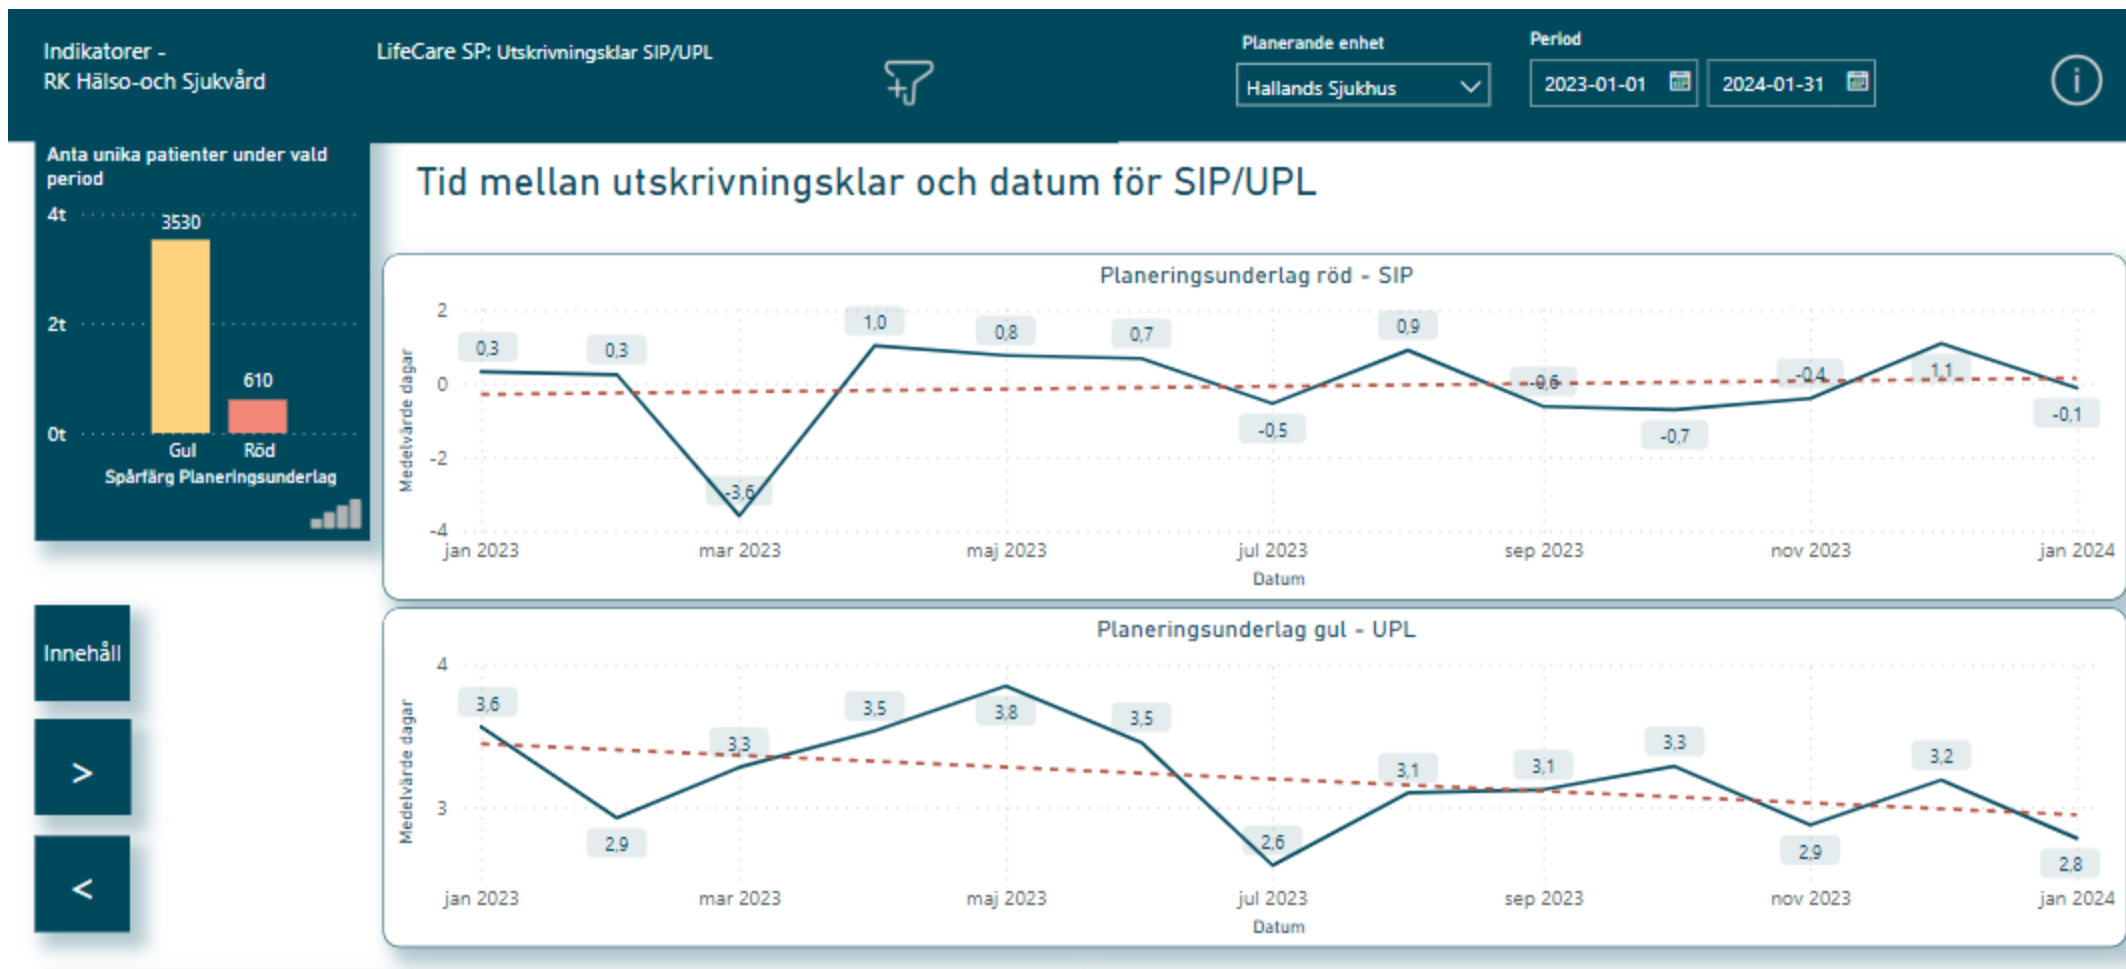 Indikatorer -
RK Hälso-och Sjukvård
LifeCare SP: Utskrivningsklar SIP/UPL
Planerande enhet
Hallands Sjukhus
Period
2023-01-01
2024-01-31
i
Anta unika patienter under vald
period
4t
3530
2t
610
0t
Gul Röd
Spårfärg Planeringsunderlag
Innehåll
>
<
Tid mellan utskrivningsklar och datum för SIP/UPL
Planeringsunderlag röd - SIP
Medelvärde dagar
2
0
-2
-4
0,3 0,3 -3,6 1,0 0,8 0,7 -0,5 0,9 -0,6 -0,7 -0,4 1,1 -0,1
jan 2023 mar 2023 maj 2023 jul 2023 sep 2023 nov 2023 jan 2024
Datum
Planeringsunderlag gul - UPL
Medelvärde dagar
4
3
3,6 2,9 3,3 3,5 3,8 3,5 2,6 3,1 3,1 3,3 2,9 3,2 2,8
jan 2023 mar 2023 maj 2023 jul 2023 sep 2023 nov 2023 jan 2024
Datum